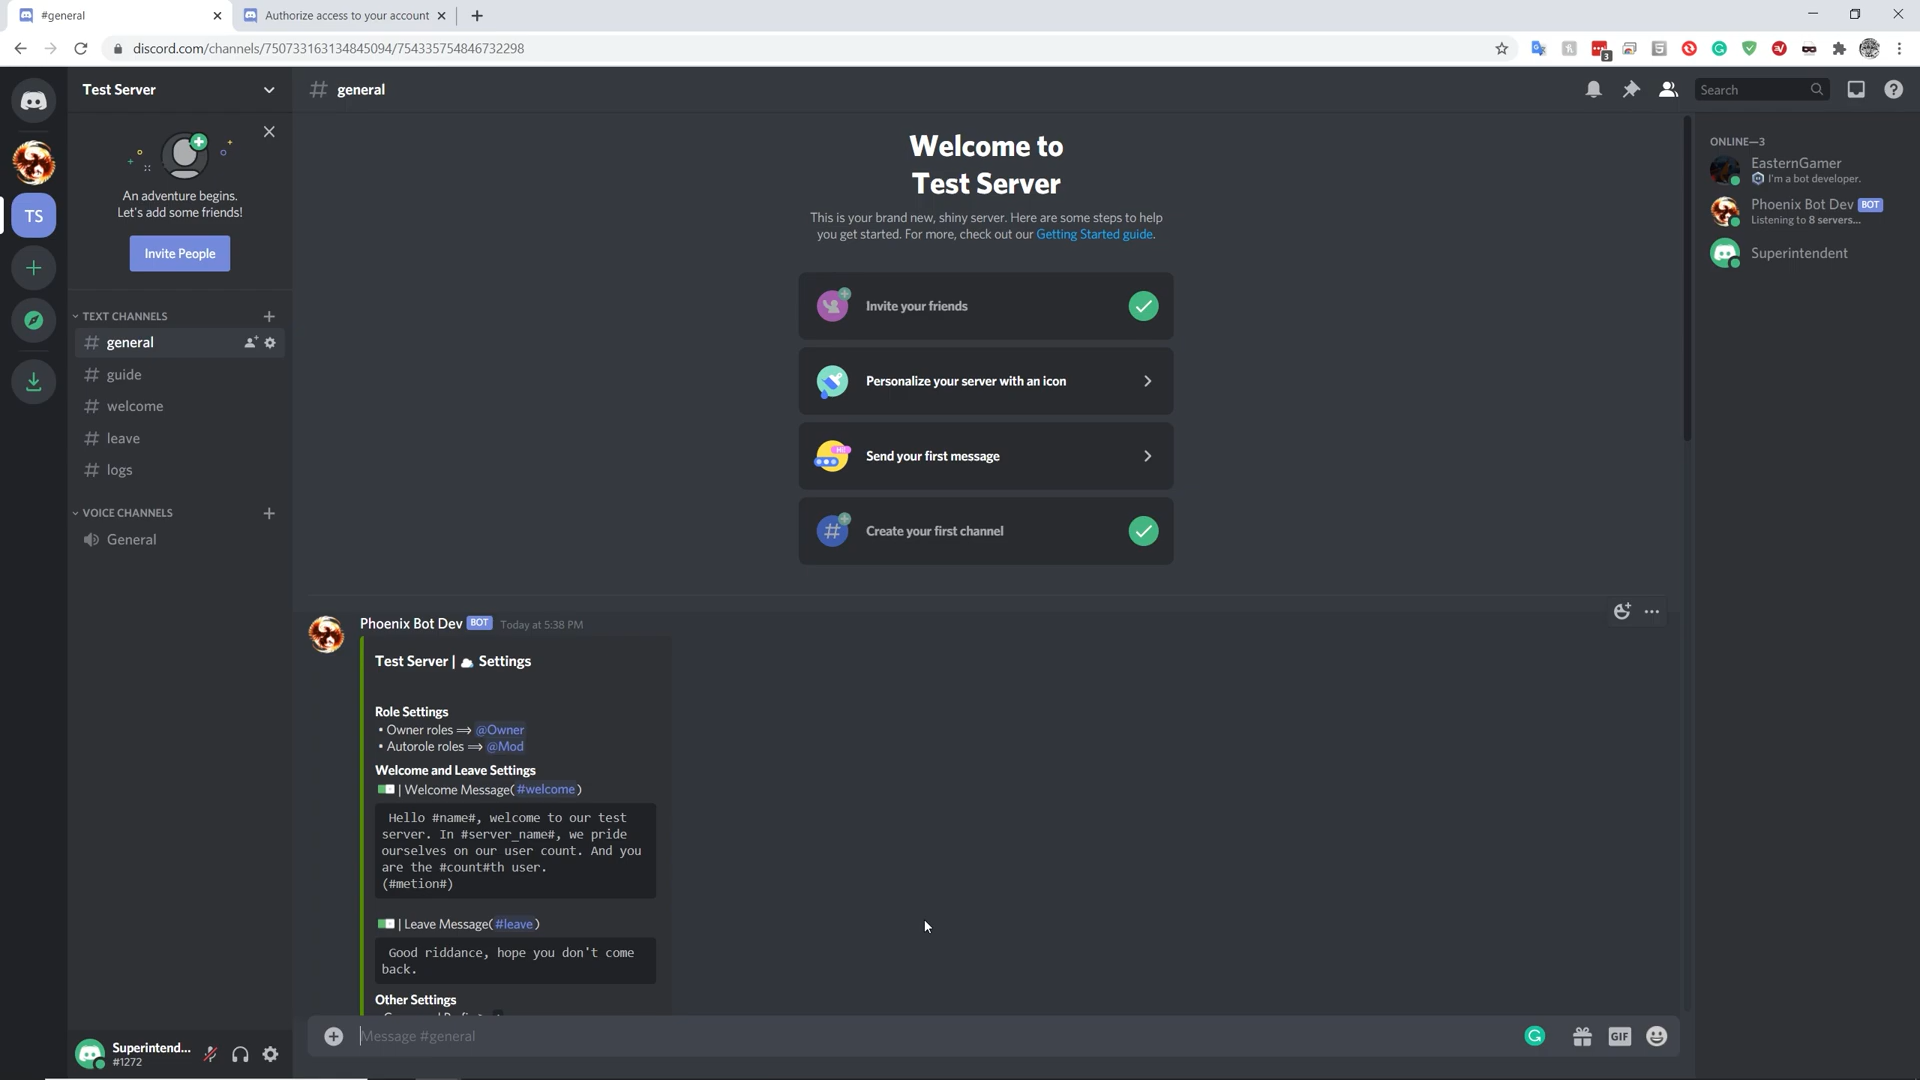 #general
Authorize access to your account
discord.com/channels/750733163134845094/754335754846732298
3
Test Server
# general
Search
An adventure begins.
Let's add some friends!
Invite People
TS
TEXT CHANNELS
# general
# guide
# welcome
# leave
# logs
VOICE CHANNELS
General
Superintend...
#1272
Welcome to
Test Server
This is your brand new, shiny server. Here are some steps to help
you get started. For more, check out our Getting Started guide.
Invite your friends
Personalize your server with an icon
Send your first message
Create your first channel
Phoenix Bot Dev BOT Today at 5:38 PM
Test Server | Settings
Role Settings
• Owner roles ⟹ @Owner
• Autorole roles ⟹ @Mod
Welcome and Leave Settings
| Welcome Message( #welcome )
Hello #name#, welcome to our test
server. In #server_name#, we pride
ourselves on our user count. And you
are the #count#th user.
(#metion#)
| Leave Message( #leave )
Good riddance, hope you don't come
back.
Other Settings
Message #general
GIF
ONLINE—3
EasternGamer
I'm a bot developer.
Phoenix Bot Dev BOT
Listening to 8 servers...
Superintendent